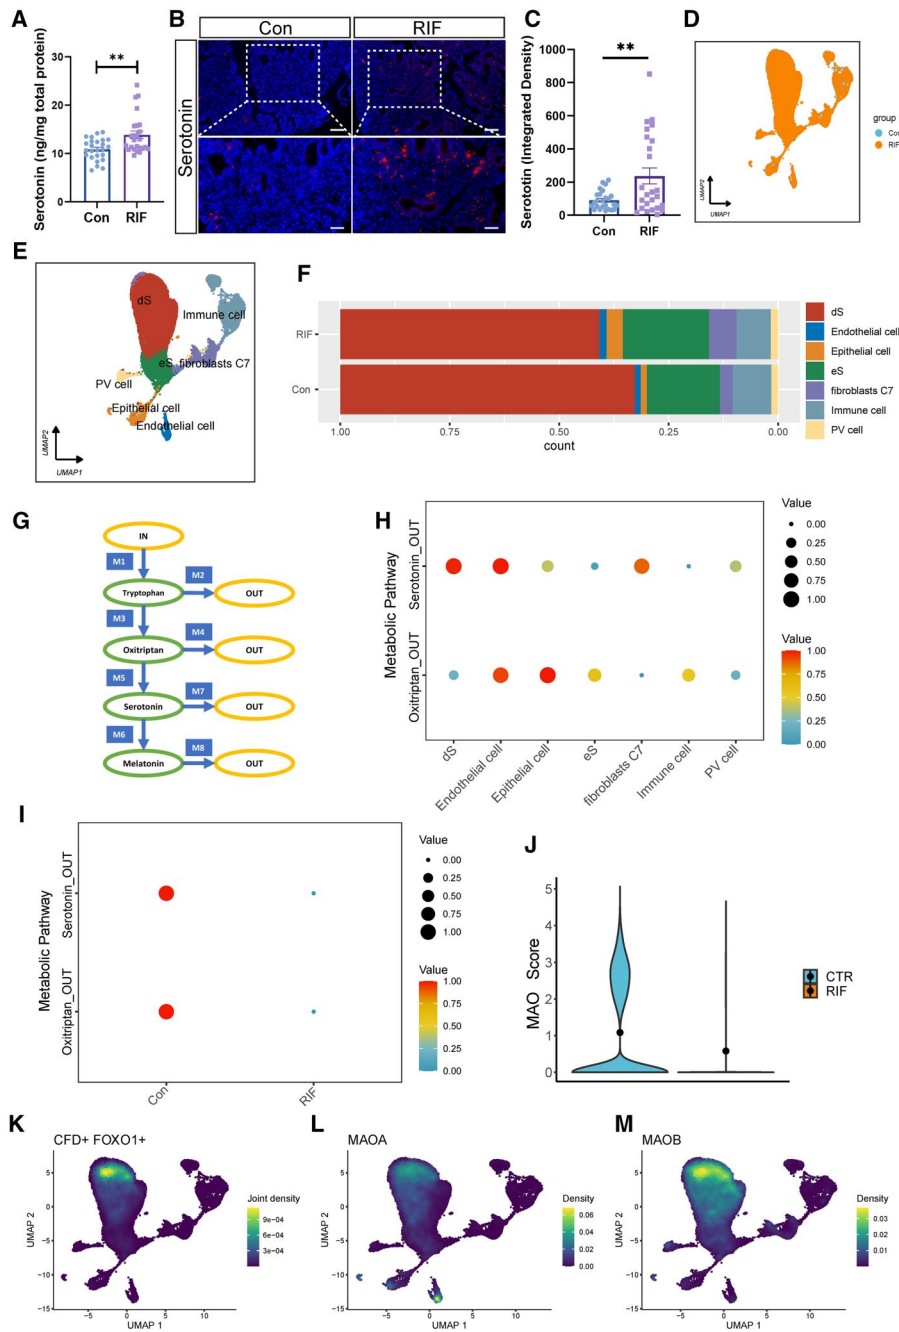 A
Serotonin (ng/mg total protein)
30
20
10
0
**
Con
RIF
B
Con
RIF
Serotonin
C
Serototin (Integrated Density)
1000
800
600
400
200
0
**
Con
RIF
D
UMAP2
UMAP1
group
Con
RIF
E
dS
Immune cell
eS
fibroblasts C7
PV cell
Epithelial cell
Endothelial cell
UMAP2
UMAP1
F
RIF
Con
1.00
0.75
0.50
0.25
0.00
count
dS
Endothelial cell
Epithelial cell
eS
fibroblasts C7
Immune cell
PV cell
G
IN
M1
M2
Tryptophan
OUT
M3
M4
Oxitriptan
OUT
M5
M7
Serotonin
OUT
M6
M8
Melatonin
OUT
H
Metabolic Pathway
Serotonin_OUT
Oxitriptan_OUT
dS
Endothelial cell
Epithelial cell
eS
fibroblasts C7
Immune cell
PV cell
Value
0.00
0.25
0.50
0.75
1.00
Value
1.00
0.75
0.50
0.25
0.00
I
Metabolic Pathway
Serotonin_OUT
Oxitriptan_OUT
Con
RIF
Value
0.00
0.25
0.50
0.75
1.00
Value
1.00
0.75
0.50
0.25
0.00
J
MAO Score
5
4
3
2
1
0
CTR
RIF
K
CFD+ FOXO1+
UMAP 2
5
0
−5
−10
−15
−5
0
5
10
UMAP 1
Joint density
9e−04
6e−04
3e−04
L
MAOA
UMAP 2
5
0
−5
−10
−15
−5
0
5
10
UMAP 1
Density
0.06
0.04
0.02
0.00
M
MAOB
UMAP 2
5
0
−5
−10
−15
−5
0
5
10
UMAP 1
Density
0.03
0.02
0.01